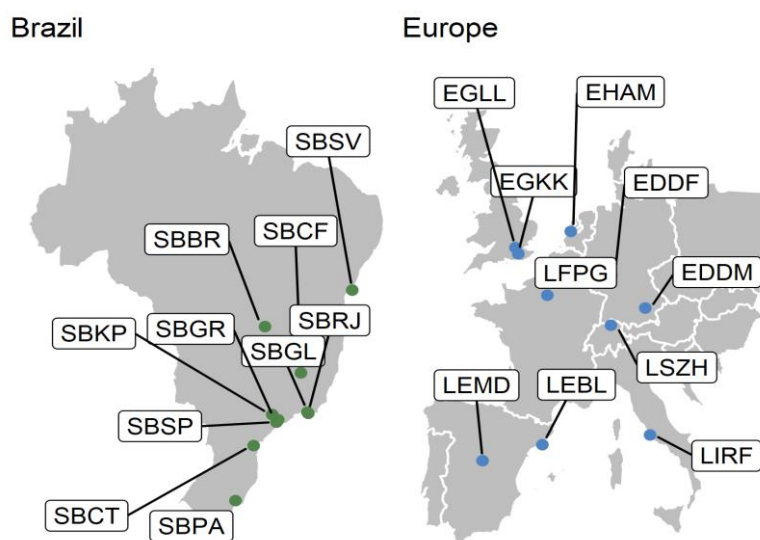 Brazil
SBSV
SBBR
SBCF
SBKP
SBGR
SBRJ
SBGL
SBSP
SBCT
SBPA
Europe
EGLL
EHAM
EGKK
EDDF
LFPG
EDDM
LSZH
LEMD
LEBL
LIRF